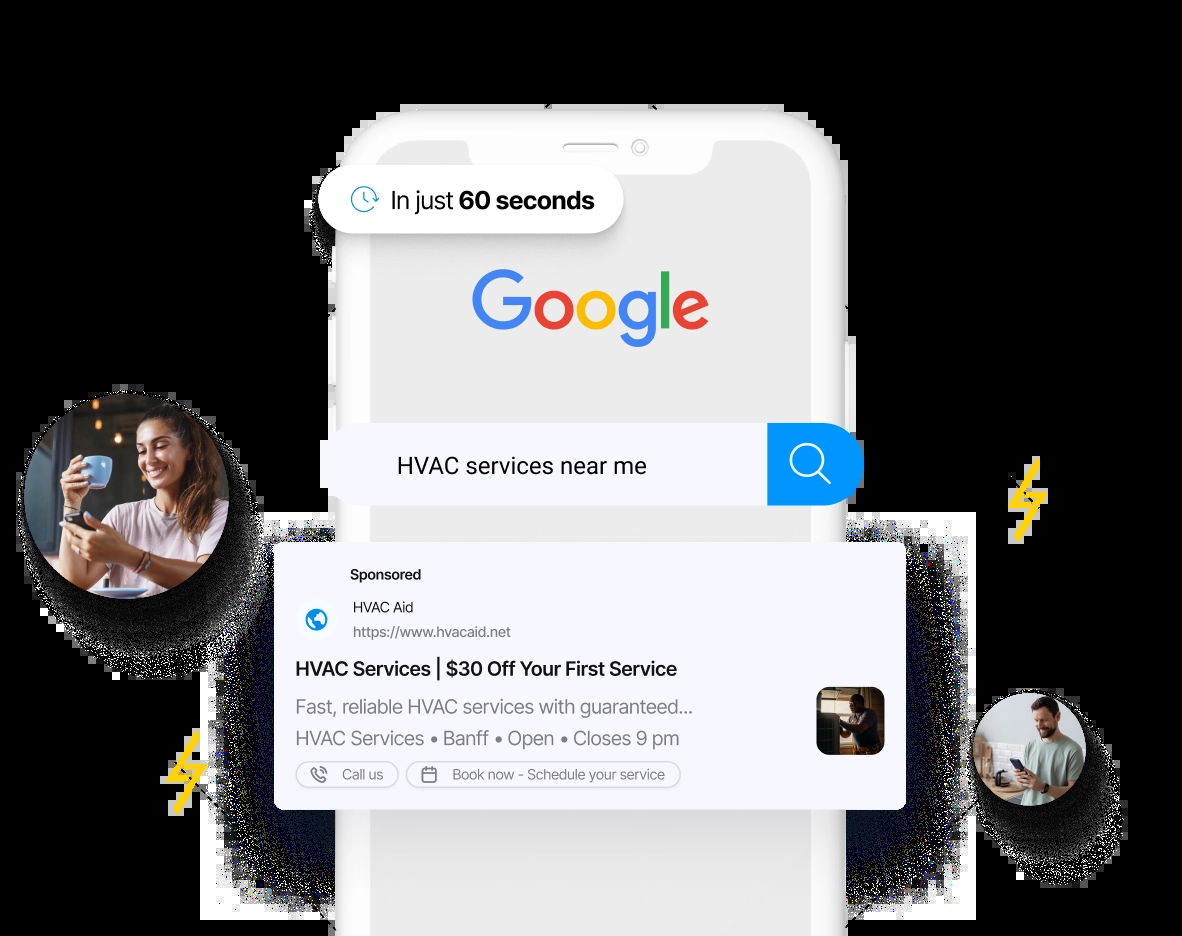 In just 60 seconds
Google
HVAC services near me
Sponsored
HVAC Aid
https://www.hvacaid.net
HVAC Services | $30 Off Your First Service
Fast, reliable HVAC services with guaranteed...
HVAC Services • Banff • Open • Closes 9 pm
Call us
Book now - Schedule your service